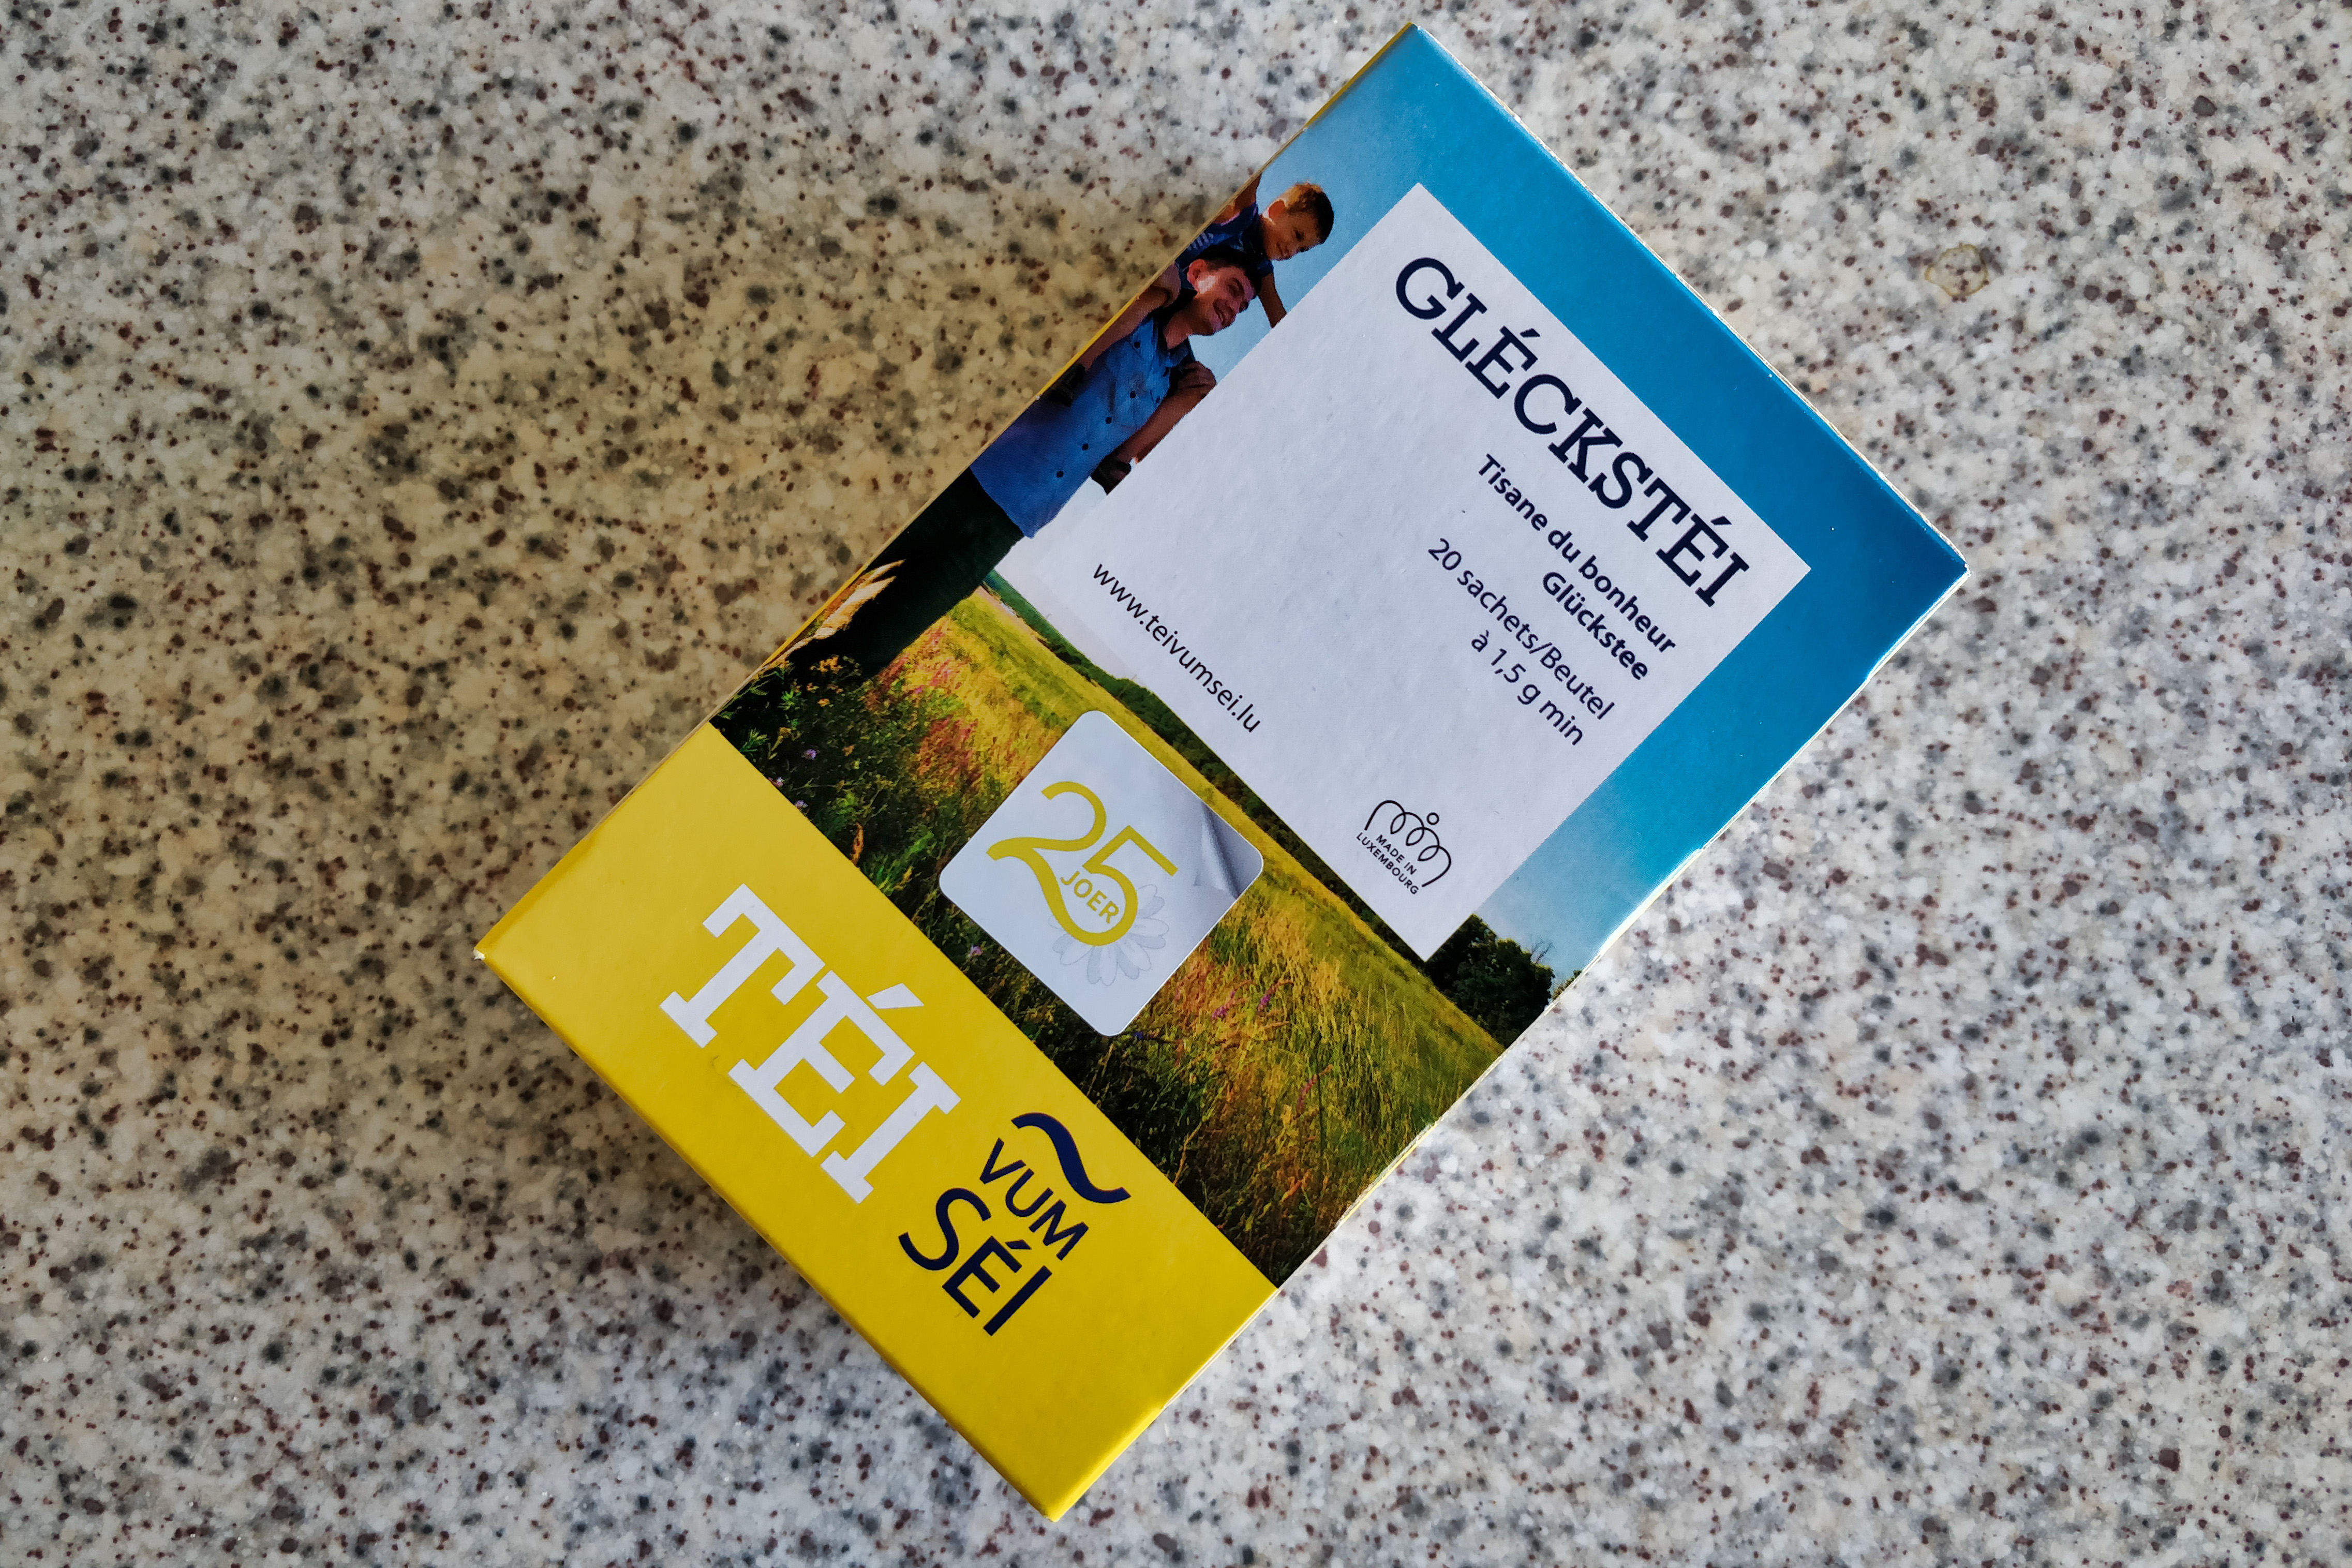 GLÉCKSTÉI
Tisane du bonheur
Glückstee
20 sachets/Beutel
à 1,5 g min
www.teivumsei.lu
MADE IN
LUXEMBOURG
25
JOER
TÉI
VUM
SÉI